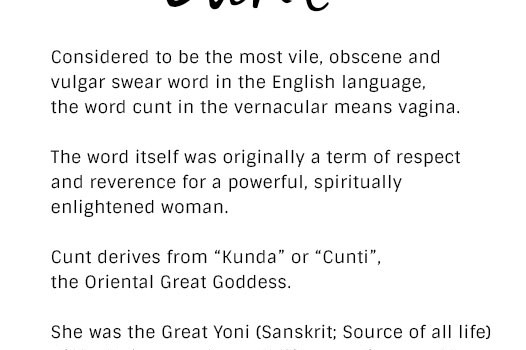 Considered to be the most vile, obscene and
vulgar swear word in the English language,
the word cunt in the vernacular means vagina.
The word itself was originally a term of respect
and reverence for a powerful, spiritually
enlightened woman.
Cunt derives from “Kunda” or “Cunti”,
the Oriental Great Goddess.
She was the Great Yoni (Sanskrit; Source of all life)